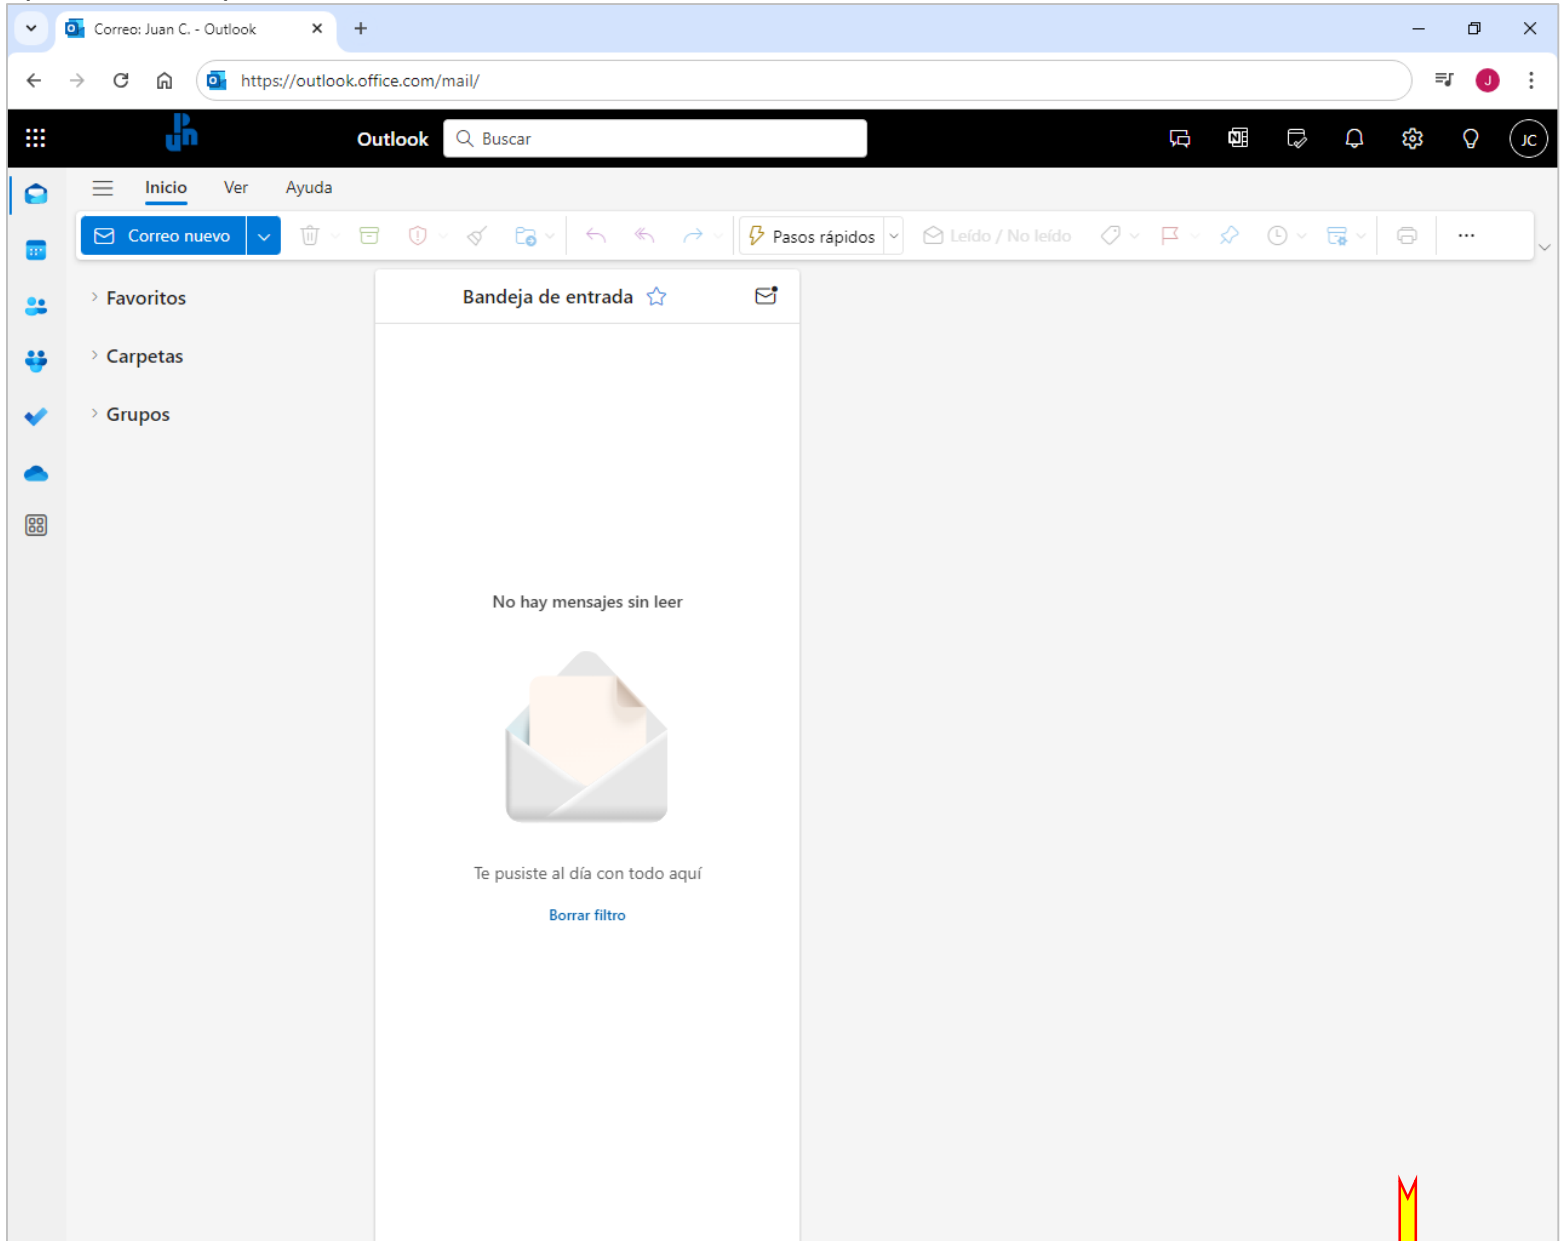 Correo: Juan C. - Outlook
https://outlook.office.com/mail/
J
Outlook
Buscar
JC
Inicio Ver Ayuda
Correo nuevo
Pasos rápidos
Leído / No leído
Favoritos
Carpetas
Grupos
Bandeja de entrada
No hay mensajes sin leer
Te pusiste al día con todo aquí
Borrar filtro